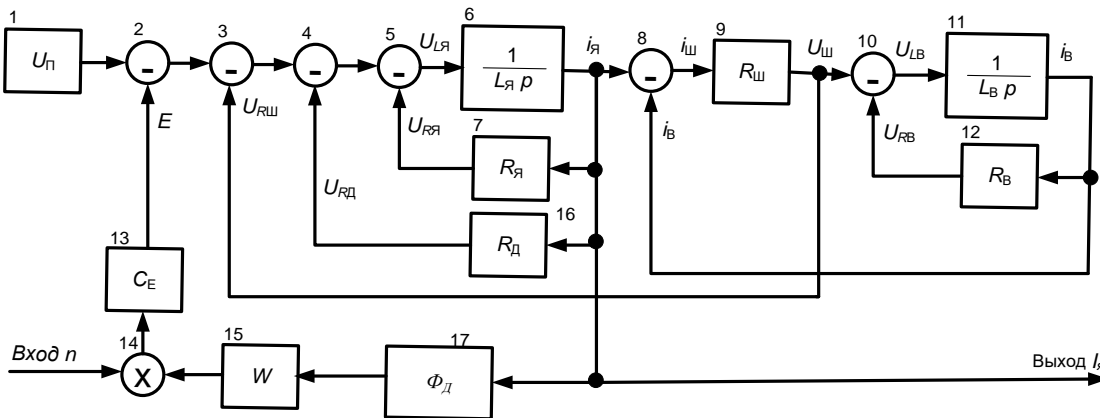 1
2
3
4
5
6
7
8
9
10
11
12
13
14
15
16
17
U_П
U_RШ
U_RД
U_RЯ
U_LЯ
1
L_Я p
i_Я
i_Ш
R_Ш
U_Ш
U_LВ
1
L_В p
i_В
E
i_В
U_RВ
R_Я
R_В
R_Д
C_Е
Вход n
X
W
Φ_Д
Выход I_Я